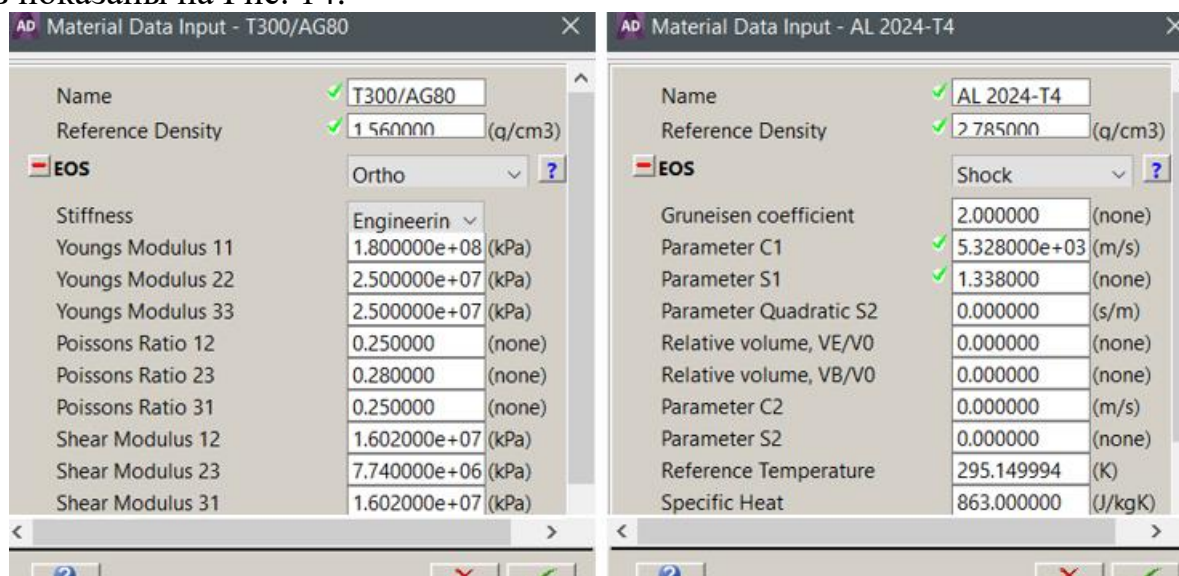 показаны на Рис. 14.
AD Material Data Input - T300/AG80
Name T300/AG80
Reference Density 1.560000 (g/cm3)
EOS Ortho ?
Stiffness Engineerin
Youngs Modulus 11 1.800000e+08 (kPa)
Youngs Modulus 22 2.500000e+07 (kPa)
Youngs Modulus 33 2.500000e+07 (kPa)
Poissons Ratio 12 0.250000 (none)
Poissons Ratio 23 0.280000 (none)
Poissons Ratio 31 0.250000 (none)
Shear Modulus 12 1.602000e+07 (kPa)
Shear Modulus 23 7.740000e+06 (kPa)
Shear Modulus 31 1.602000e+07 (kPa)
?
AD Material Data Input - AL 2024-T4
Name AL 2024-T4
Reference Density 2.785000 (g/cm3)
EOS Shock ?
Gruneisen coefficient 2.000000 (none)
Parameter C1 5.328000e+03 (m/s)
Parameter S1 1.338000 (none)
Parameter Quadratic S2 0.000000 (s/m)
Relative volume, VE/V0 0.000000 (none)
Relative volume, VB/V0 0.000000 (none)
Parameter C2 0.000000 (m/s)
Parameter S2 0.000000 (none)
Reference Temperature 295.149994 (K)
Specific Heat 863.000000 (J/kgK)
?